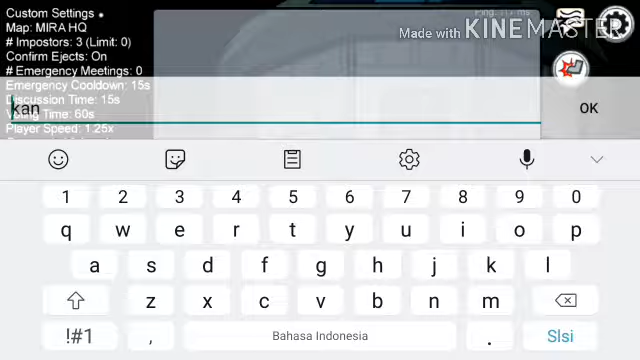 Custom Settings
Map: MIRA HQ
# Impostors: 3 (Limit: 0)
Confirm Ejects: On
# Emergency Meetings: 0
Emergency Cooldown: 15s
Discussion Time: 15s
Voting Time: 60s
Player Speed: 1.25x
Made with KINEMASTER
kan
OK
1 2 3 4 5 6 7 8 9 0
q w e r t y u i o p
a s d f g h j k l
z x c v b n m
!#1 , Bahasa Indonesia . Slsi